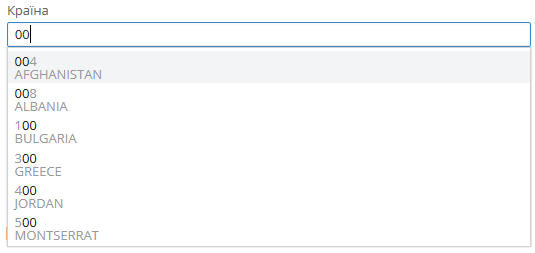 Країна
00
004
AFGHANISTAN
008
ALBANIA
100
BULGARIA
300
GREECE
400
JORDAN
500
MONTSERRAT